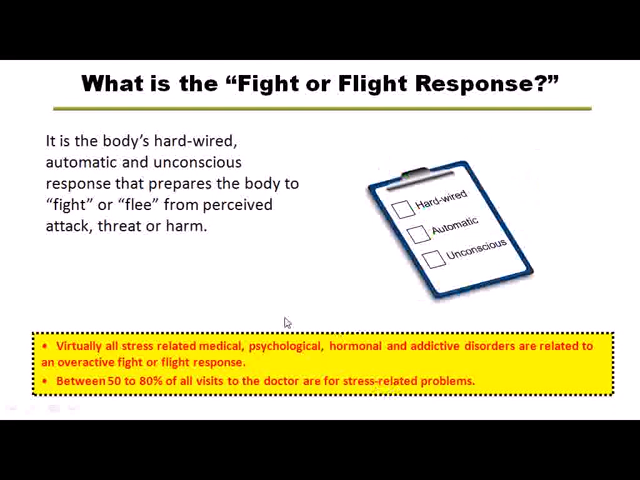 What is the “Fight or Flight Response?”
It is the body’s hard-wired,
automatic and unconscious
response that prepares the body to
“fight” or “flee” from perceived
attack, threat or harm.
Hard-wired
Automatic
Unconscious
• Virtually all stress related medical, psychological, hormonal and addictive disorders are related to
an overactive fight or flight response.
• Between 50 to 80% of all visits to the doctor are for stress-related problems.